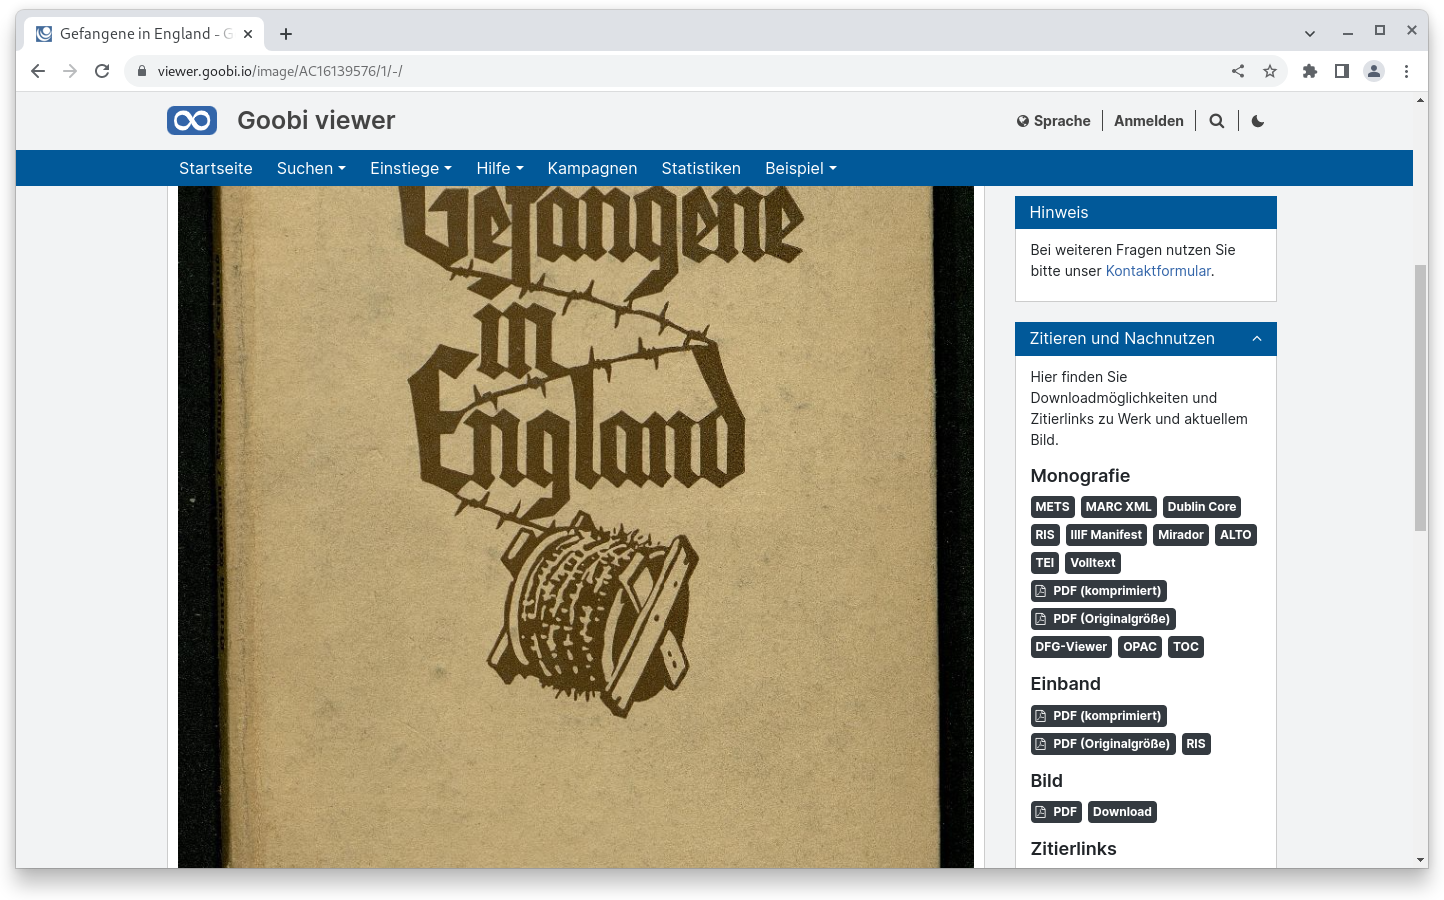 Gefangene in England - G
viewer.goobi.io/image/AC16139576/1/-/
Goobi viewer
Sprache
Anmelden
Startseite
Suchen
Einstiege
Hilfe
Kampagnen
Statistiken
Beispiel
Gefangene
in
England
Hinweis
Bei weiteren Fragen nutzen Sie
bitte unser Kontaktformular.
Zitieren und Nachnutzen
Hier finden Sie
Downloadmöglichkeiten und
Zitierlinks zu Werk und aktuellem
Bild.
Monografie
METS MARC XML Dublin Core
RIS IIIF Manifest Mirador ALTO
TEI Volltext
PDF (komprimiert)
PDF (Originalgröße)
DFG-Viewer OPAC TOC
Einband
PDF (komprimiert)
PDF (Originalgröße) RIS
Bild
PDF Download
Zitierlinks